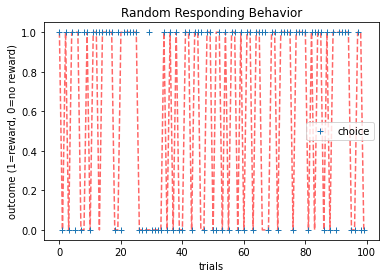 Random Responding Behavior
outcome (1=reward, 0=no reward)
1.0
0.8
0.6
0.4
0.2
0.0
choice
0 20 40 60 80 100
trials